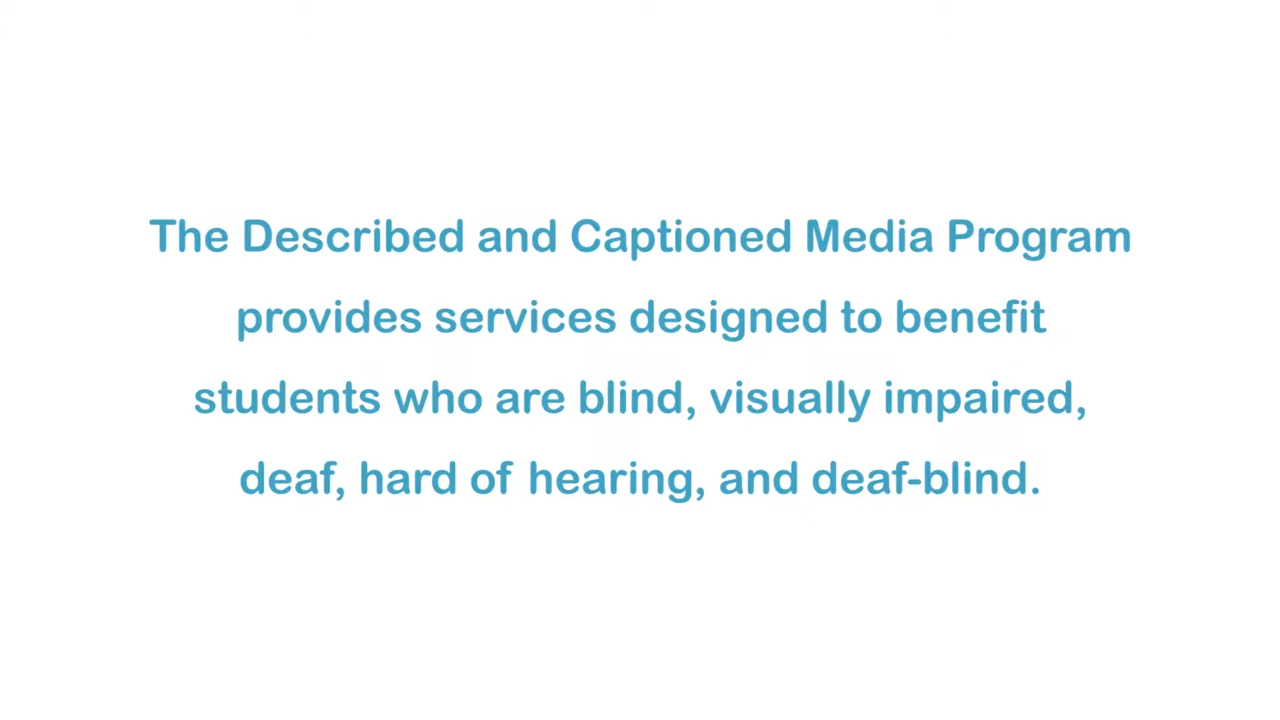 The Described and Captioned Media Program
provides services designed to benefit
students who are blind, visually impaired,
deaf, hard of hearing, and deaf-blind.